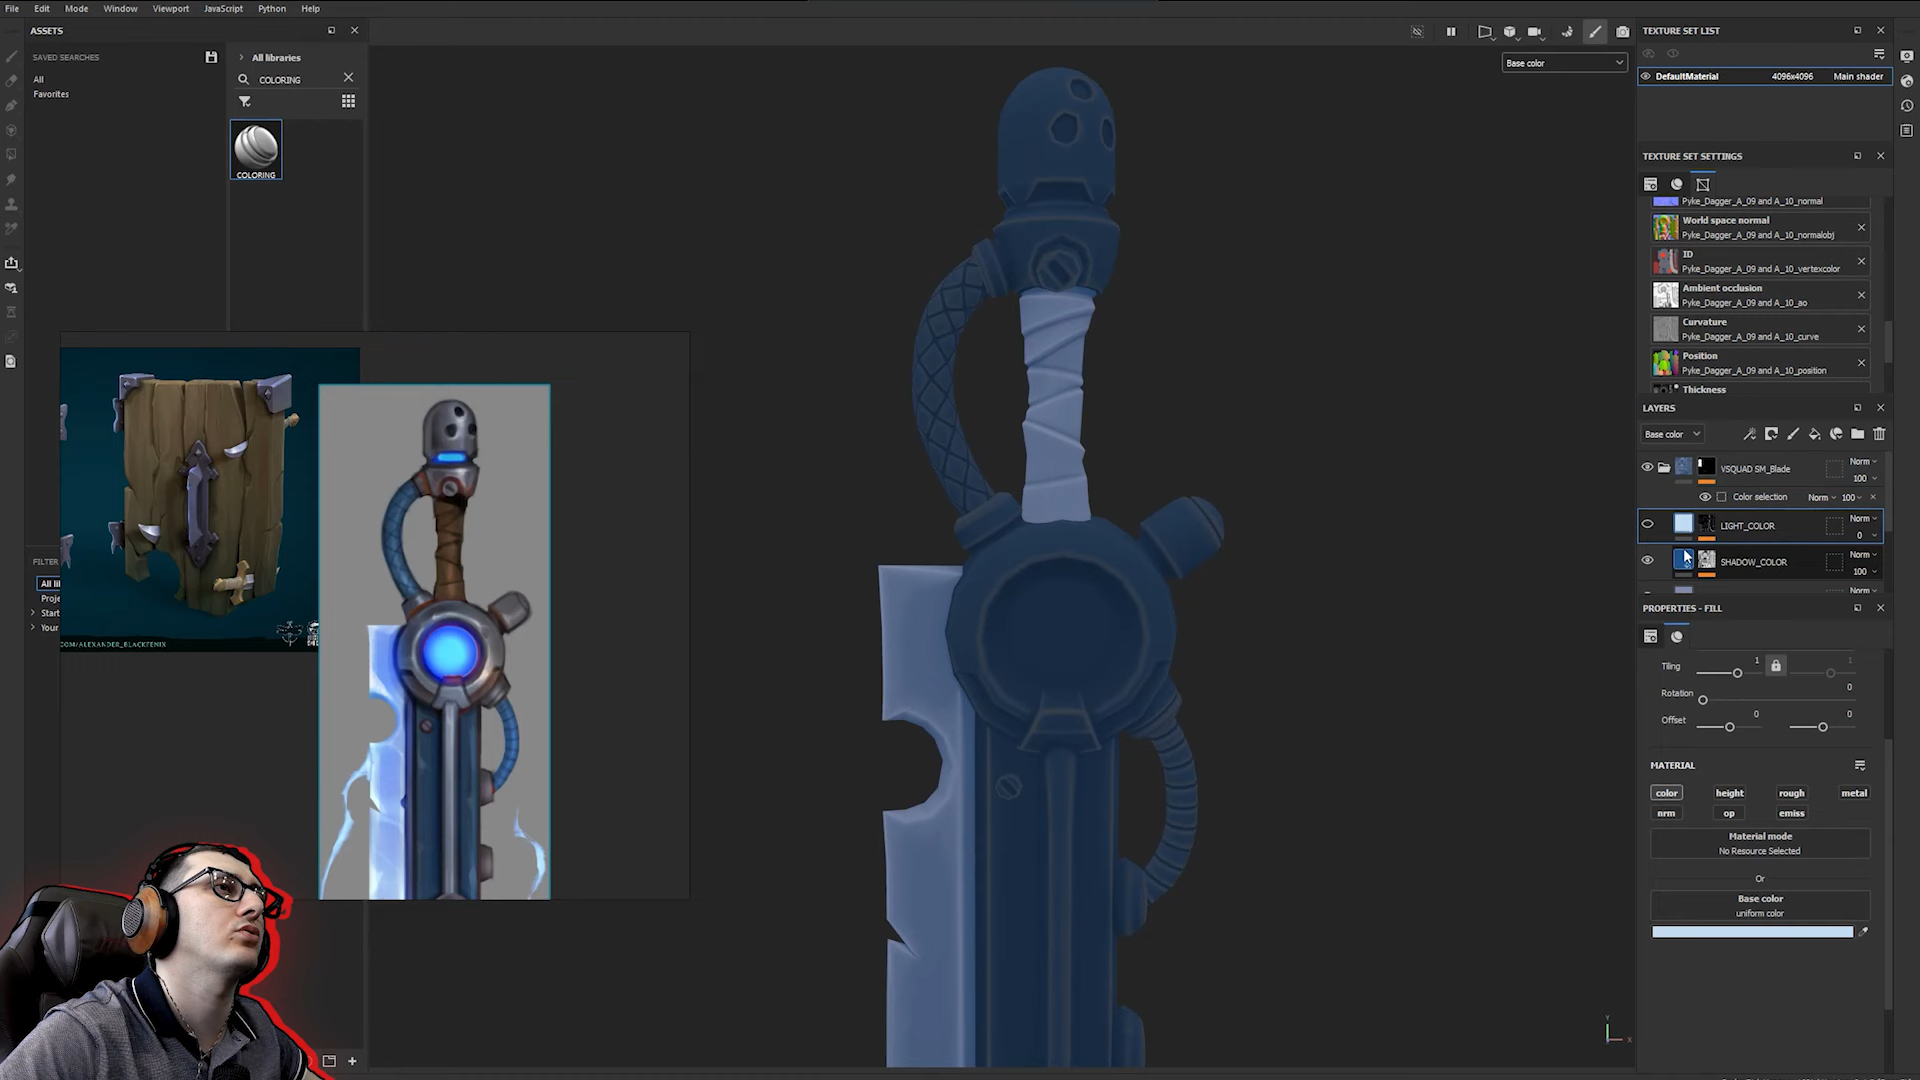 File Edit Mode Window Viewport JavaScript Python Help
ASSETS
SAVED SEARCHES
All
Favorites
All libraries
COLORING
COLORING
COM/ALEXANDER_BLACKFENIX
FILTER
All li
Proje
Start
Your
Base color
TEXTURE SET LIST
DefaultMaterial 4096x4096 Main shader
TEXTURE SET SETTINGS
Pyke_Dagger_A_09 and A_10_normal
World space normal
Pyke_Dagger_A_09 and A_10_normalobj
ID
Pyke_Dagger_A_09 and A_10_vertexcolor
Ambient occlusion
Pyke_Dagger_A_09 and A_10_ao
Curvature
Pyke_Dagger_A_09 and A_10_curve
Position
Pyke_Dagger_A_09 and A_10_position
Thickness
LAYERS
Base color
VSQUAD SM_Blade Norm
100
Color selection Norm 100
LIGHT_COLOR Norm
0
SHADOW_COLOR Norm
100
Norm
PROPERTIES - FILL
Tiling 1 1
Rotation 0
Offset 0 0
MATERIAL
color height rough metal
nrm op emiss
Material mode
No Resource Selected
Or
Base color
uniform color
Y
X